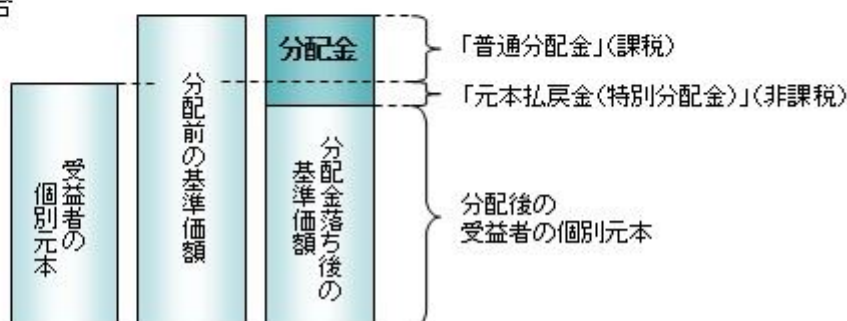 合
分配金
「普通分配金」(課税)
「元本払戻金(特別分配金)」(非課税)
受益者の
個別元本
分配前の基準価額
分配金落ち後の
基準価額
分配後の
受益者の個別元本